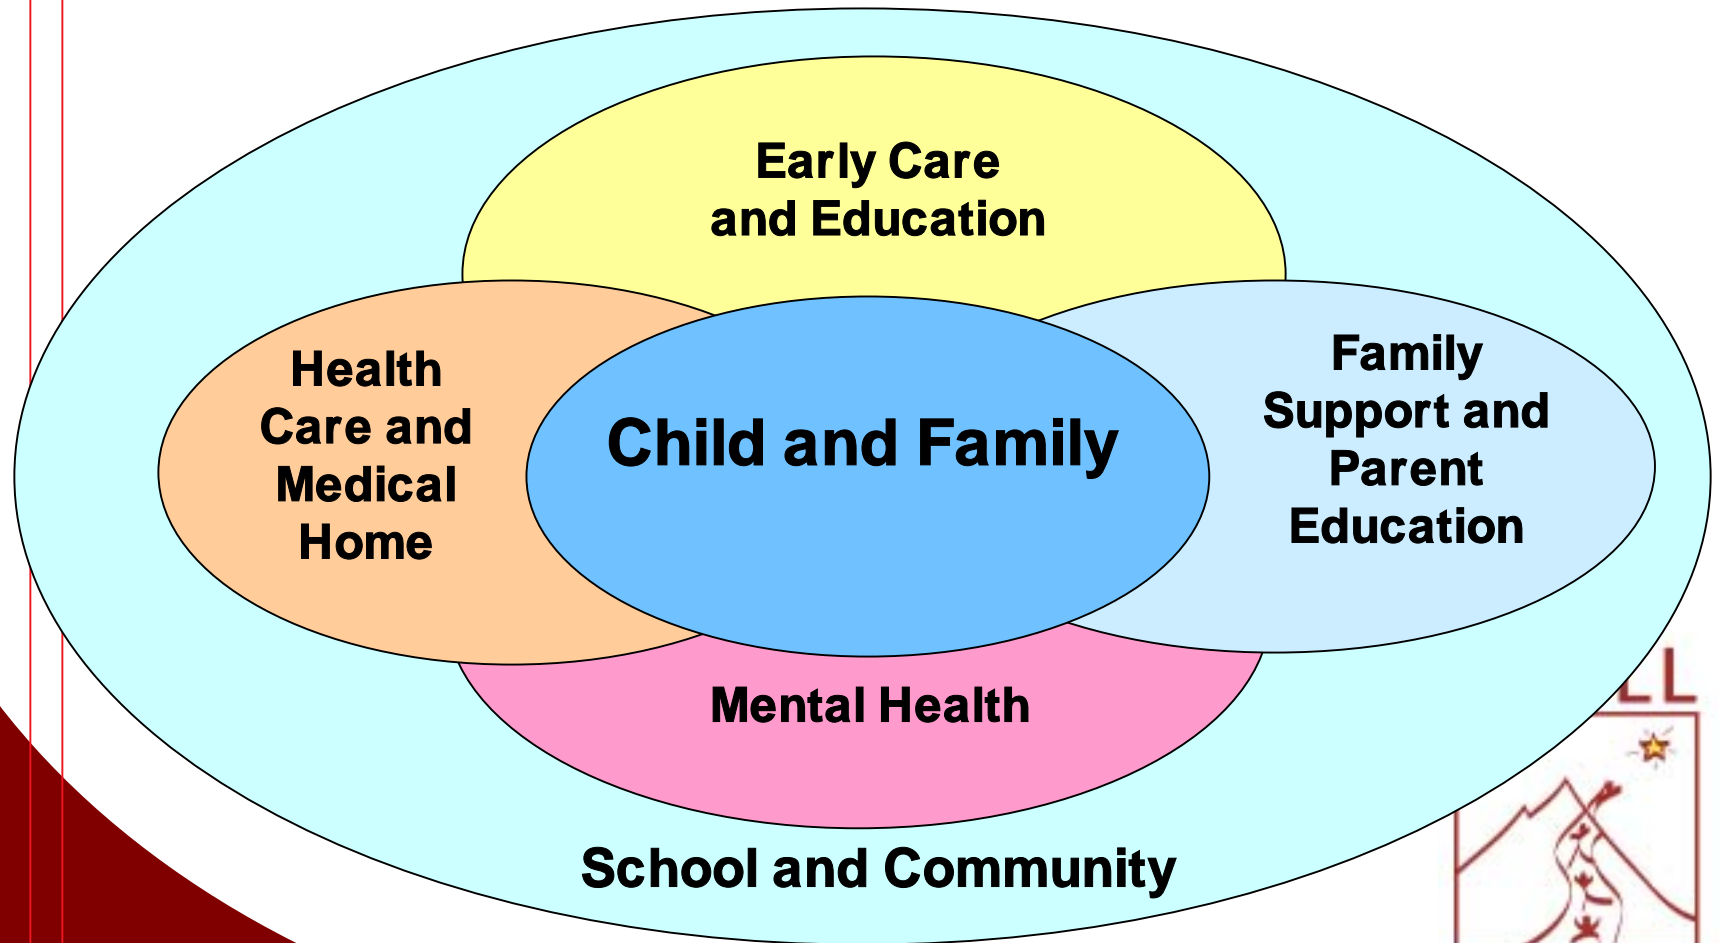 Early Care
and Education
Health
Care and
Medical
Home
Child and Family
Family
Support and
Parent
Education
Mental Health
School and Community